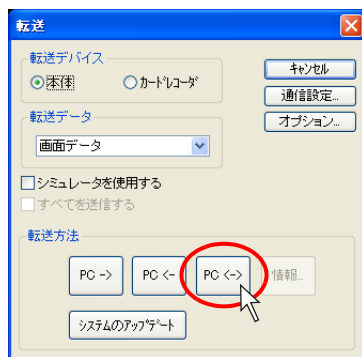 転送
転送デバイス
本体
カードレコーダ
キャンセル
通信設定...
オプション...
転送データ
画面データ
シミュレータを使用する
すべてを送信する
転送方法
PC ->
PC <-
PC <->
情報...
システムのアップデート